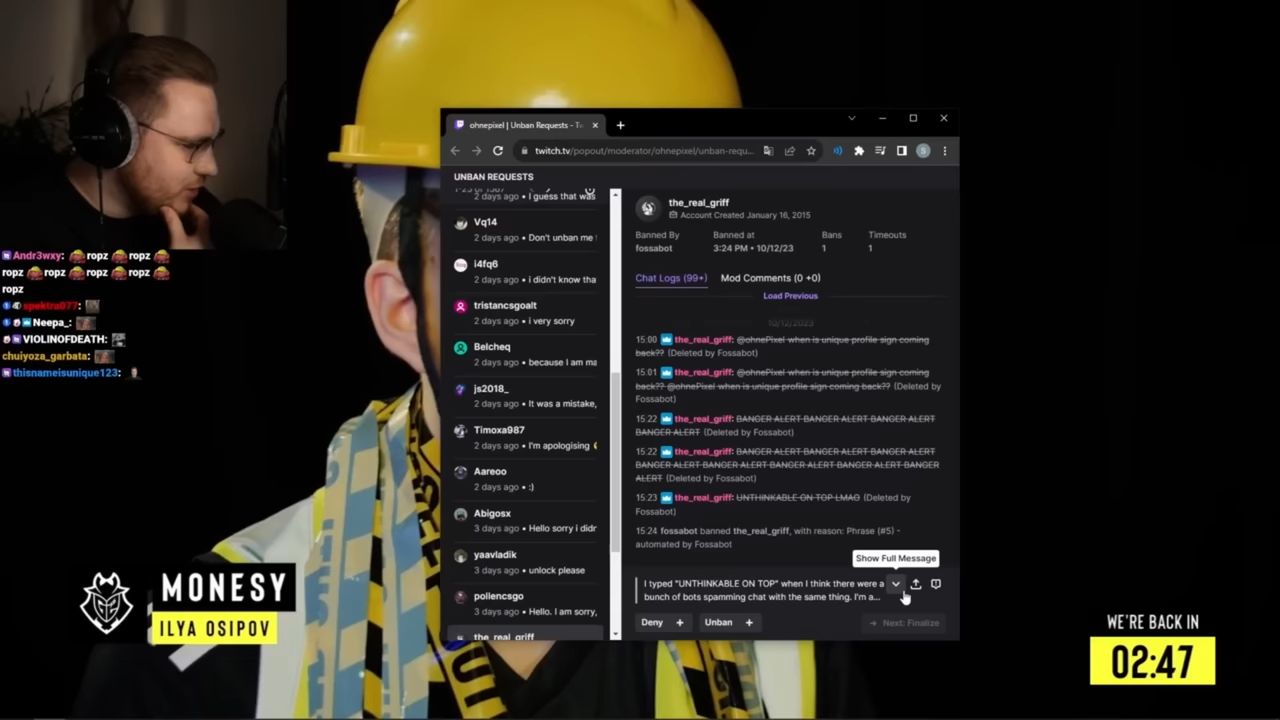 ohnepixel | Unban Requests - Tw
twitch.tv/popout/moderator/ohnepixel/unban-requ...
S
UNBAN REQUESTS
2 days ago • I guess that was
Vq14
2 days ago • Don't unban me
i4fq6
2 days ago • i didn't know tha
tristancsgoalt
2 days ago • i very sorry
Belcheq
2 days ago • because I am ma
js2018_
2 days ago • It was a mistake,
Timoxa987
2 days ago • I'm apologising
Aareoo
2 days ago • :)
Abigosx
3 days ago • Hello sorry i didn
yaavladik
3 days ago • unlock please
pollencsgo
3 days ago • Hello. I am sorry,
the_real_griff
the_real_griff
Account Created January 16, 2015
Banned By Banned at Bans Timeouts
fossabot 3:24 PM • 10/12/23 1 1
Chat Logs (99+) Mod Comments (0 +0)
Load Previous
10/12/2023
15:00 the_real_griff: @ohnePixel when is unique profile sign coming
back?? (Deleted by Fossabot)
15:01 the_real_griff: @ohnePixel when is unique profile sign coming
back?? @ohnePixel when is unique profile sign coming back?? (Deleted by
Fossabot)
15:22 the_real_griff: BANGER ALERT BANGER ALERT BANGER ALERT
BANGER ALERT (Deleted by Fossabot)
15:22 the_real_griff: BANGER ALERT BANGER ALERT BANGER ALERT
BANGER ALERT BANGER ALERT BANGER ALERT BANGER ALERT BANGER
ALERT (Deleted by Fossabot)
15:23 the_real_griff: UNTHINKABLE ON TOP LMAO (Deleted by
Fossabot)
15:24 fossabot banned the_real_griff, with reason: Phrase (#5) -
automated by Fossabot
Show Full Message
I typed "UNTHINKABLE ON TOP" when I think there were a
bunch of bots spamming chat with the same thing. I'm a...
Deny + Unban + Next: Finalize
Andr3wxy: ropz ropz
ropz ropz ropz ropz
ropz
spektra077:
Neepa_:
VIOLINOFDEATH:
chuiyoza_garbata:
thisnameisunique123:
MONESY
ILYA OSIPOV
WE'RE BACK IN
02:47